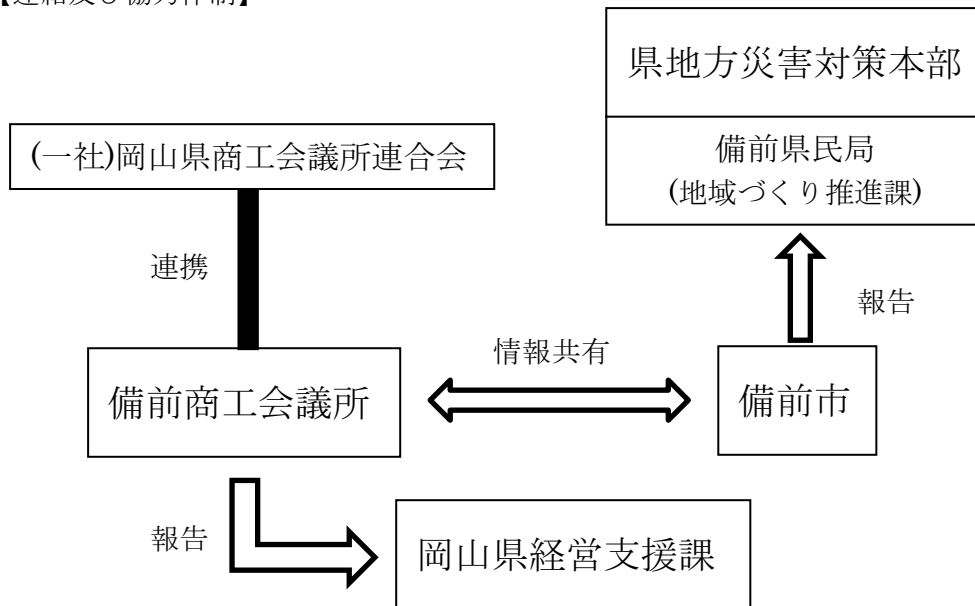 【連絡及び協力体制】
県地方災害対策本部
(一社)岡山県商工会議所連合会
備前県民局
(地域づくり推進課)
連携
報告
情報共有
備前商工会議所
備前市
報告
岡山県経営支援課